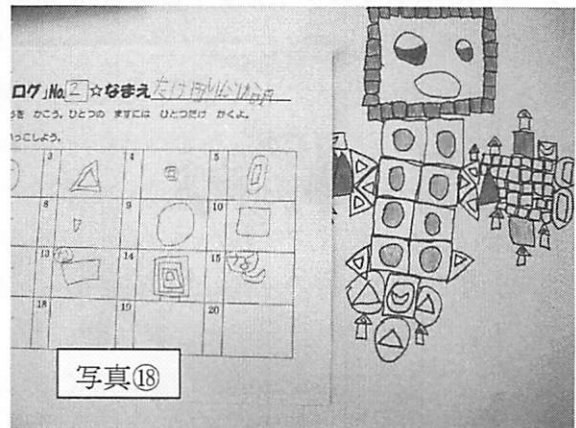 ログ」No.2 ☆なまえ
を かこう。ひとつの ますには ひとつだけ かくよ。
っこしよう。
3 4 5
8 9 10
13 14 15
18 19 20
写真⑱